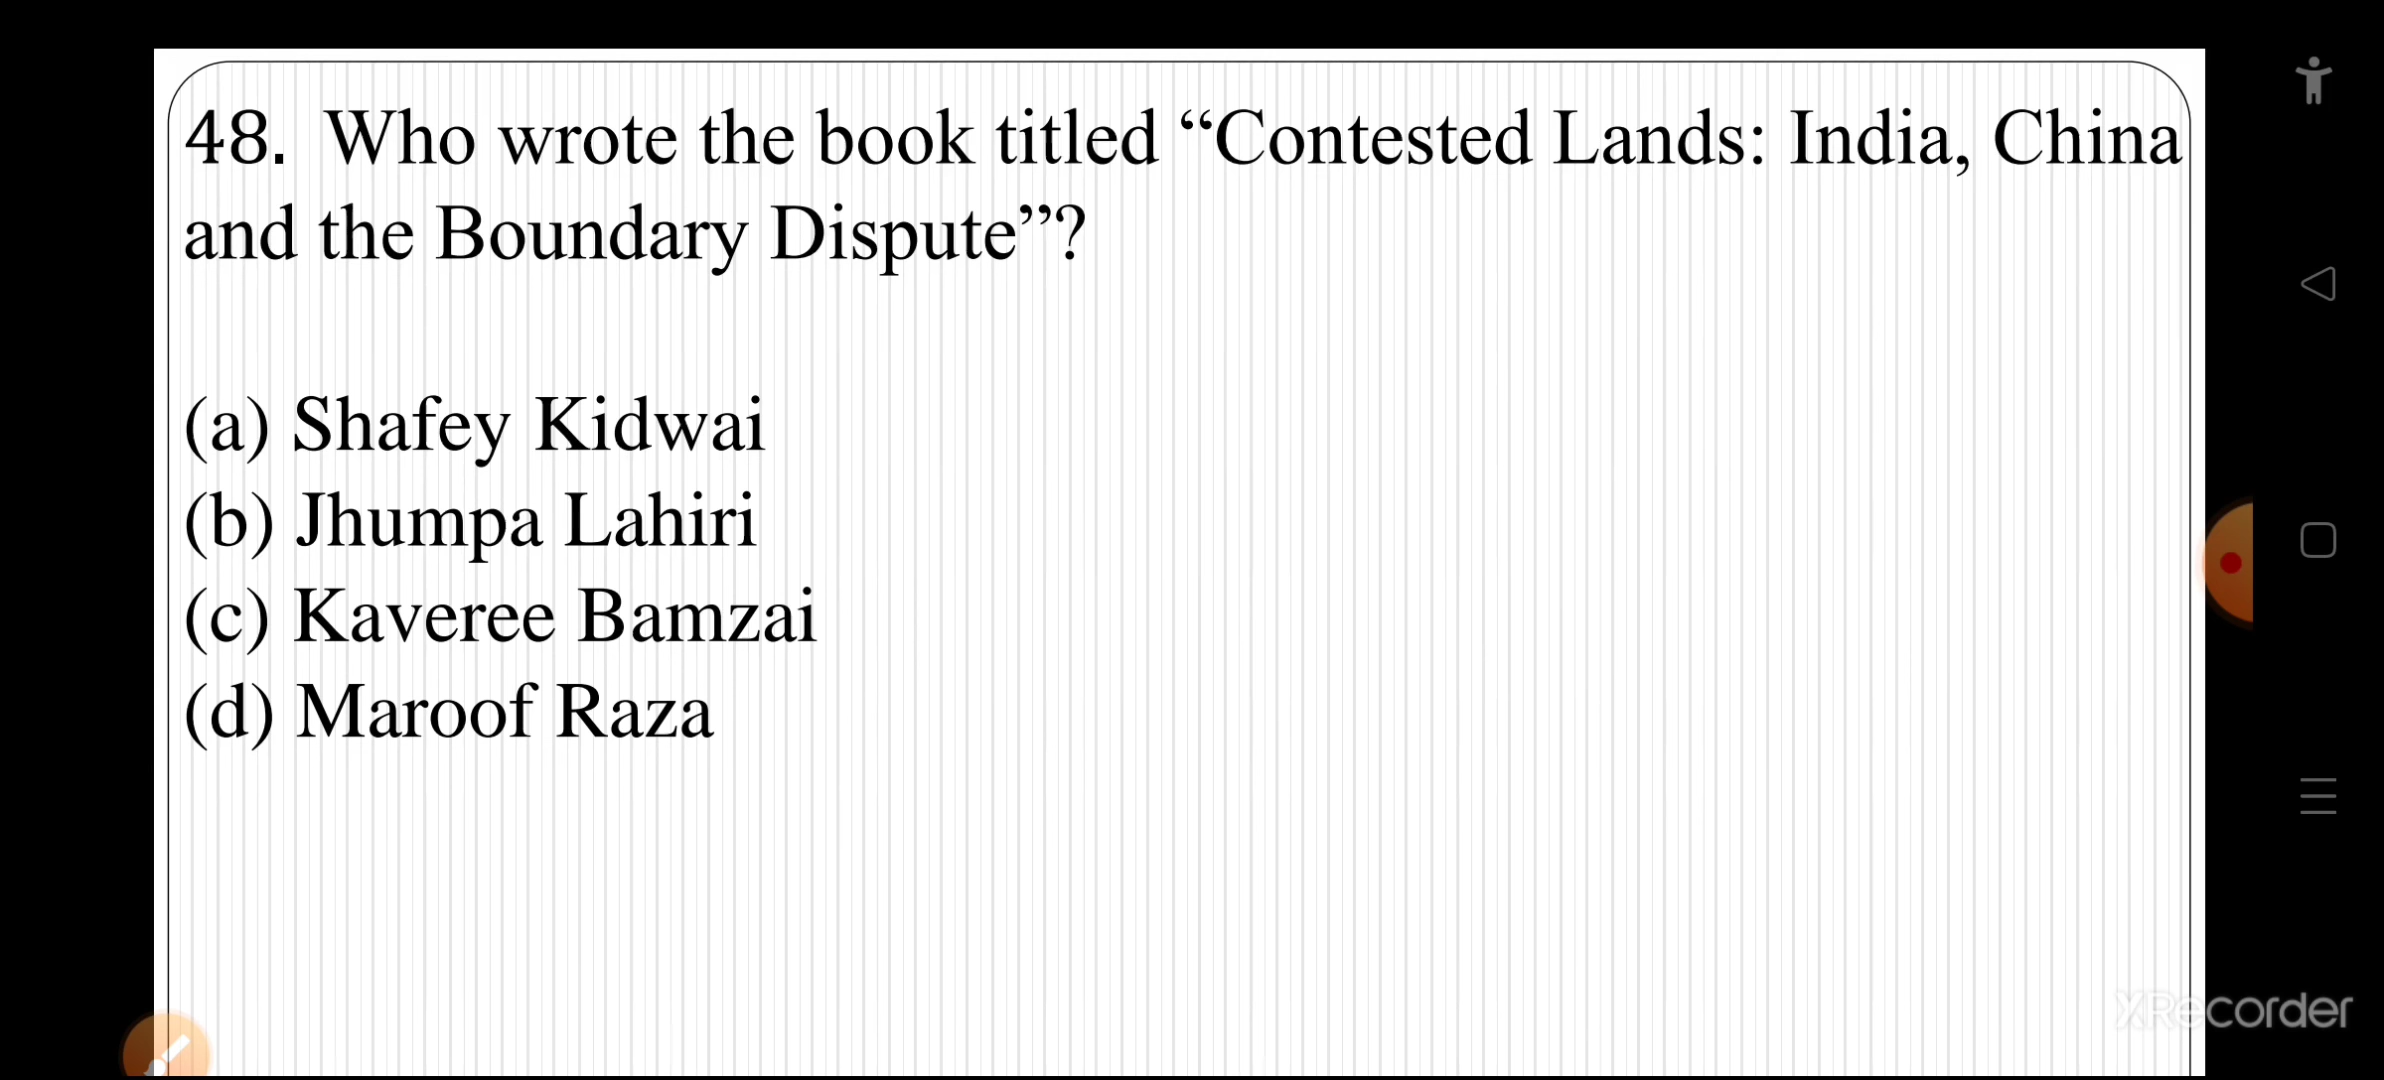 48. Who wrote the book titled “Contested Lands: India, China
and the Boundary Dispute”?
(a) Shafey Kidwai
(b) Jhumpa Lahiri
(c) Kaveree Bamzai
(d) Maroof Raza
XRecorder